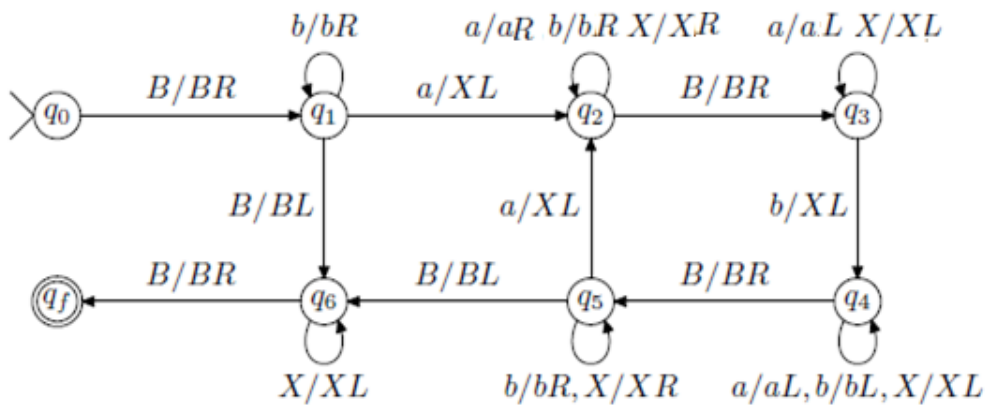 b/bR a/aR b/bR X/XR a/aL X/XL
q0 B/BR q1 a/XL q2 B/BR q3
B/BL a/XL b/XL
qf B/BR q6 B/BL q5 B/BR q4
X/XL b/bR, X/XR a/aL, b/bL, X/XL